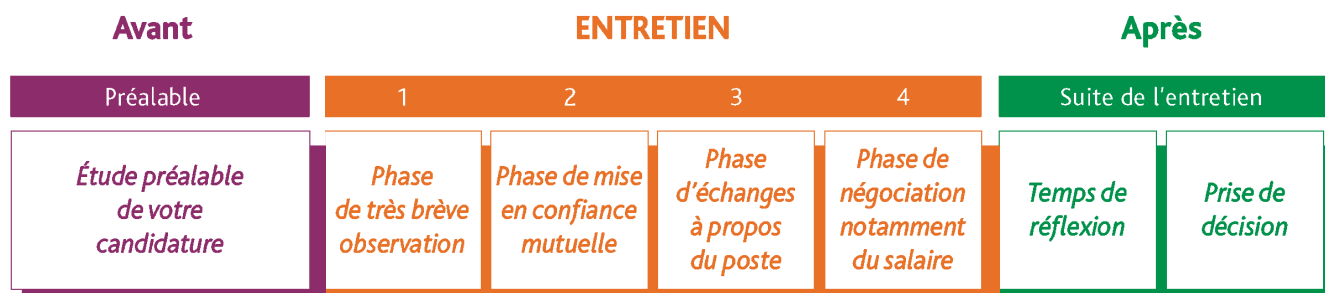 Avant
ENTRETIEN
Après
Préalable
1
2
3
4
Suite de l'entretien
Étude préalable
de votre
candidature
Phase
de très brève
observation
Phase de mise
en confiance
mutuelle
Phase
d'échanges
à propos
du poste
Phase de
négociation
notamment
du salaire
Temps de
réflexion
Prise de
décision